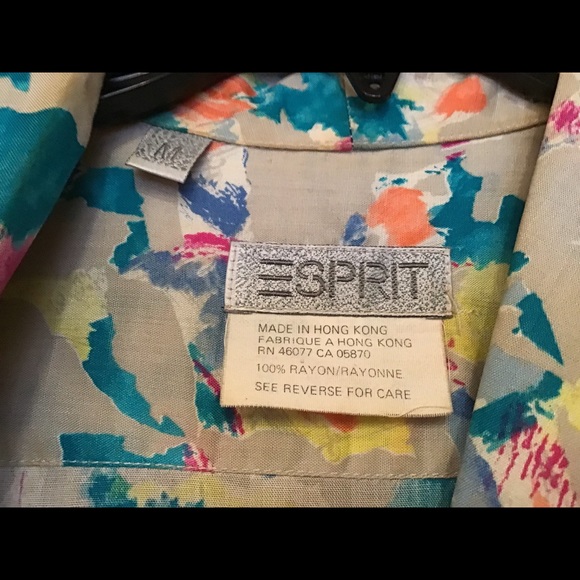 ESPRIT
MADE IN HONG KONG
FABRIQUE A HONG KONG
RN 46077 CA 05870
100% RAYON/RAYONNE
SEE REVERSE FOR CARE